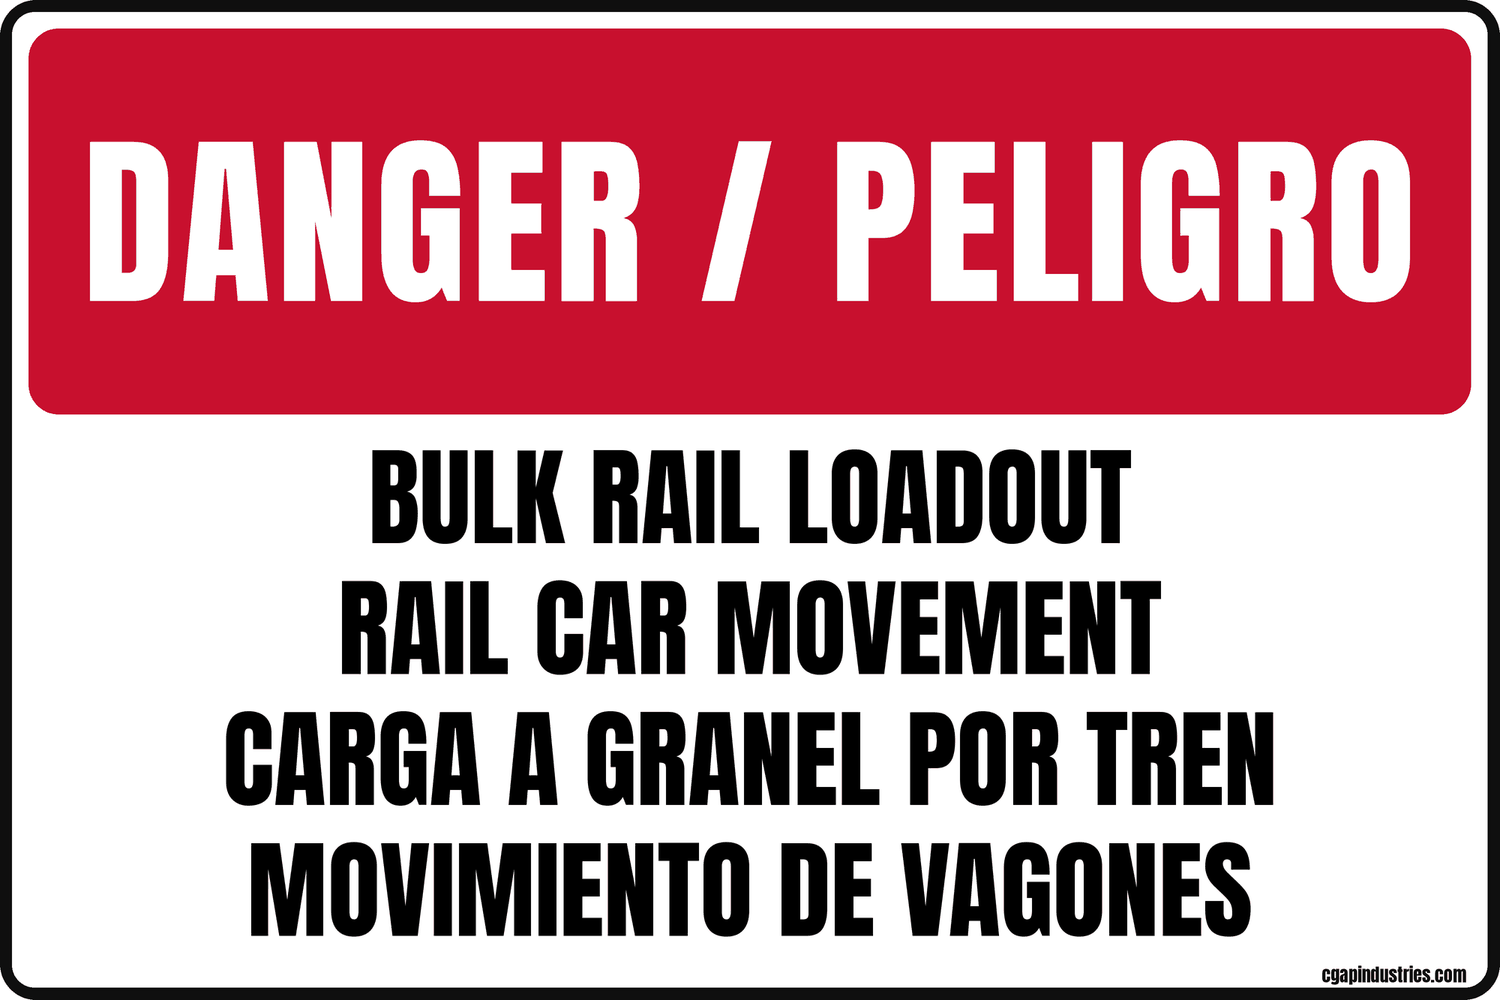 DANGER / PELIGRO
BULK RAIL LOADOUT
RAIL CAR MOVEMENT
CARGA A GRANEL POR TREN
MOVIMIENTO DE VAGONES
cgapindustries.com